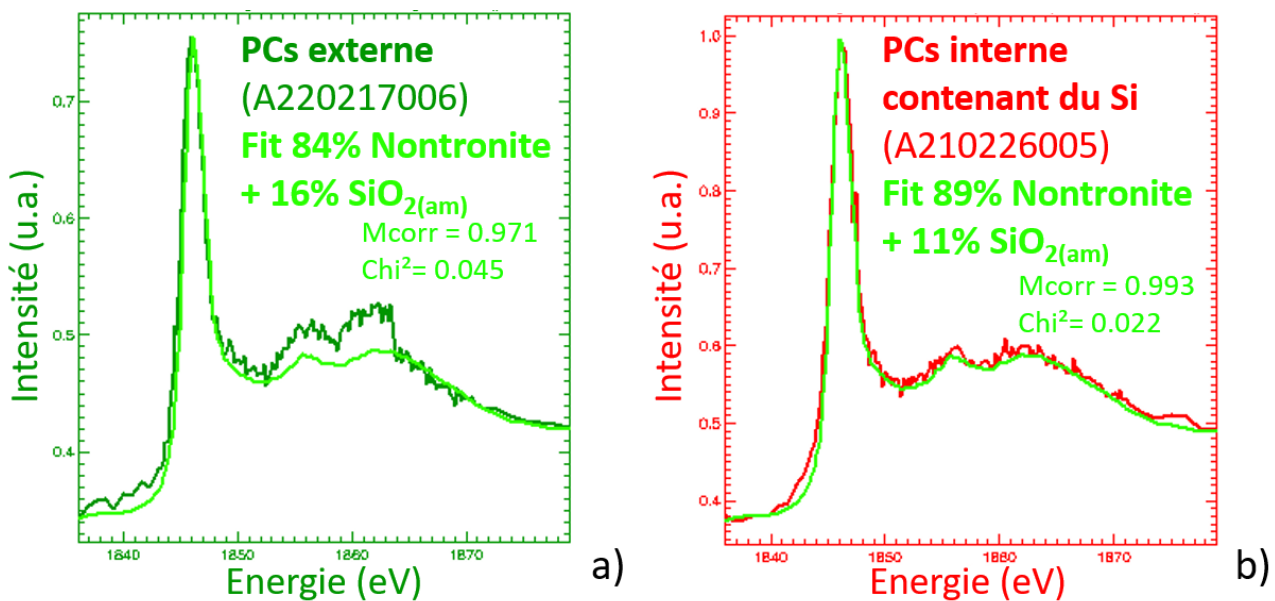 PCs externe
(A220217006)
Fit 84% Nontronite
+ 16% SiO2(am)
Mcorr = 0.971
Chi²= 0.045
0.7
0.6
0.5
0.4
Intensité (u.a.)
1840
1850
1860
1870
Energie (eV)
a)
PCs interne
contenant du Si
(A210226005)
Fit 89% Nontronite
+ 11% SiO2(am)
Mcorr = 0.993
Chi²= 0.022
1.0
0.9
0.8
0.7
0.6
0.5
0.4
Intensité (u.a.)
1840
1850
1860
1870
Energie (eV)
b)